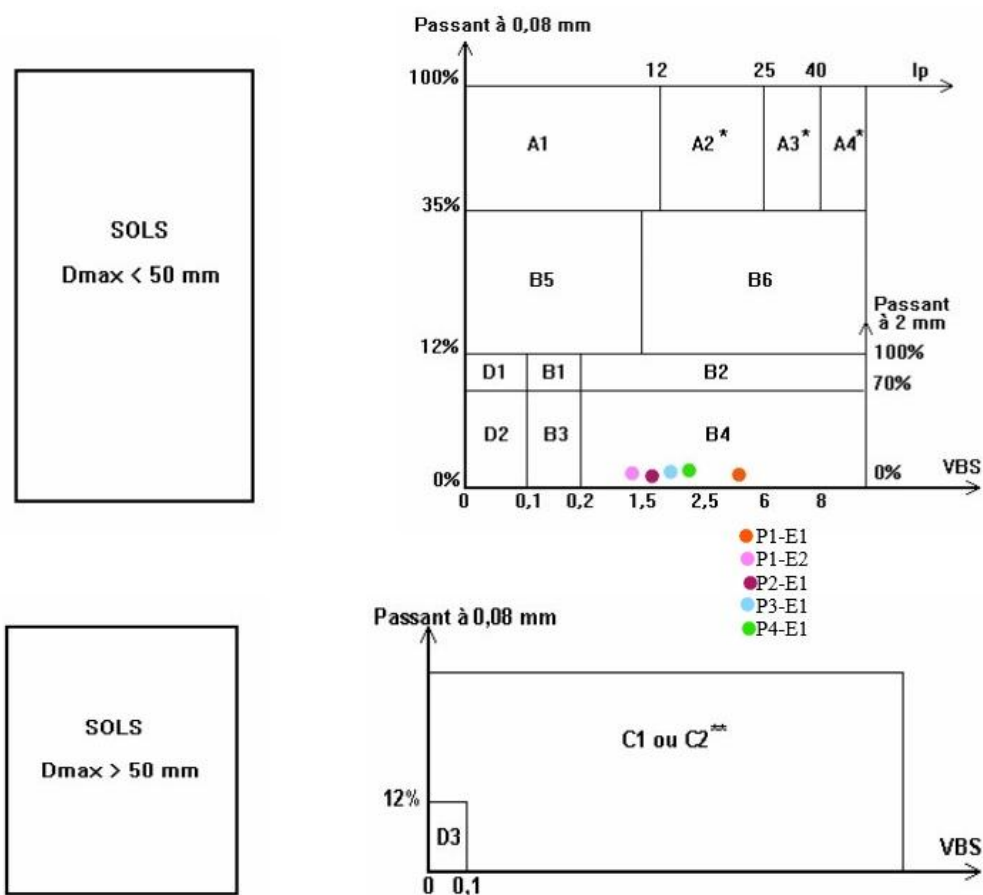 Passant à 0,08 mm
100%
12 25 40 Ip
A1 A2* A3* A4*
SOLS
Dmax < 50 mm
35%
B5 B6
Passant
à 2 mm
12% 100%
D1 B1 B2
70%
D2 B3 B4
0% 0% VBS
0 0,1 0,2 1,5 2,5 6 8
P1-E1
P1-E2
P2-E1
P3-E1
P4-E1
Passant à 0,08 mm
SOLS
Dmax > 50 mm
C1 ou C2**
12%
D3
VBS
0 0,1